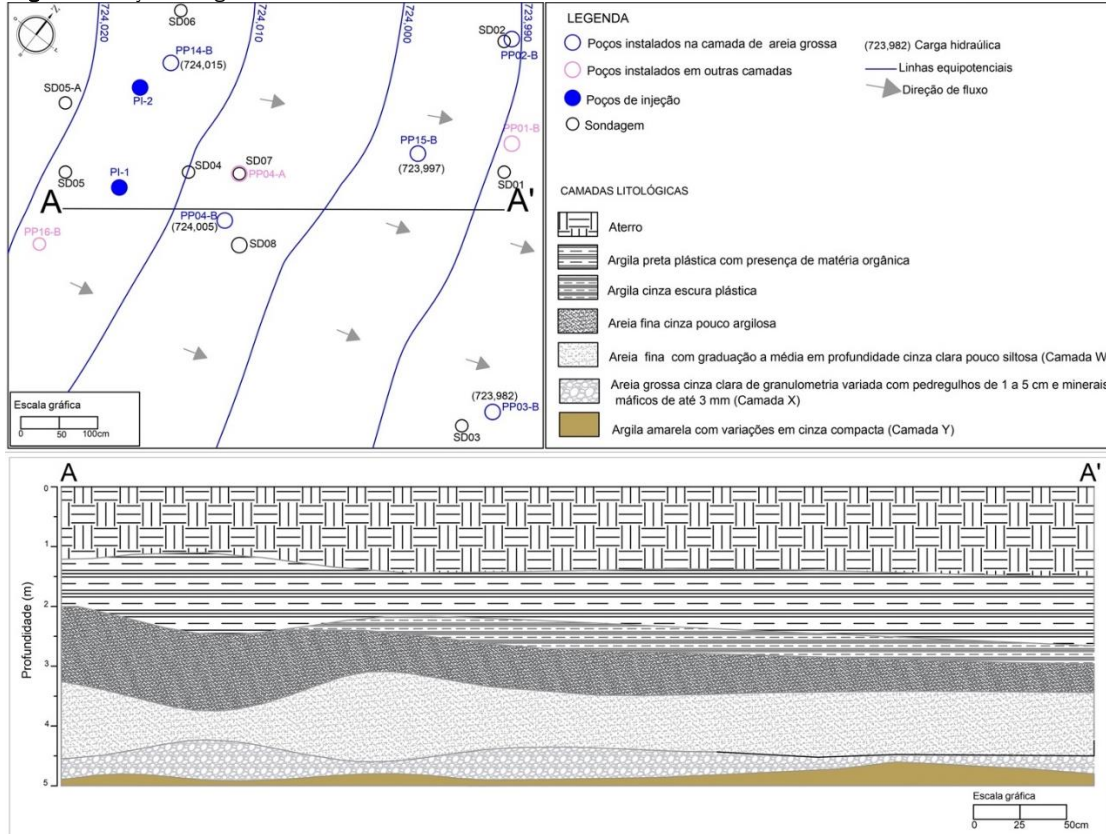 SD06
724,020
724,010
724,000
723,990
Z
PP14-B
(724,015)
SD02
PP02-B
SD05-A
PI-2
PP15-B
(723,997)
PP01-B
SD04
SD07
PP04-A
SD05
PI-1
SD01
A
A'
PP04-B
(724,005)
PP16-B
SD08
(723,982)
PP03-B
SD03
Escala gráfica
0 50 100cm
LEGENDA
Poços instalados na camada de areia grossa
Poços instalados em outras camadas
Poços de injeção
Sondagem
(723,982) Carga hidraúlica
Linhas equipotenciais
Direção de fluxo
CAMADAS LITOLÓGICAS
Aterro
Argila preta plástica com presença de matéria orgânica
Argila cinza escura plástica
Areia fina cinza pouco argilosa
Areia fina com graduação a média em profundidade cinza clara pouco siltosa (Camada W
Areia grossa cinza clara de granulometria variada com pedregulhos de 1 a 5 cm e minerais
máficos de até 3 mm (Camada X)
Argila amarela com variações em cinza compacta (Camada Y)
A
A'
Profundidade (m)
0
1
2
3
4
5
Escala gráfica
0 25 50cm